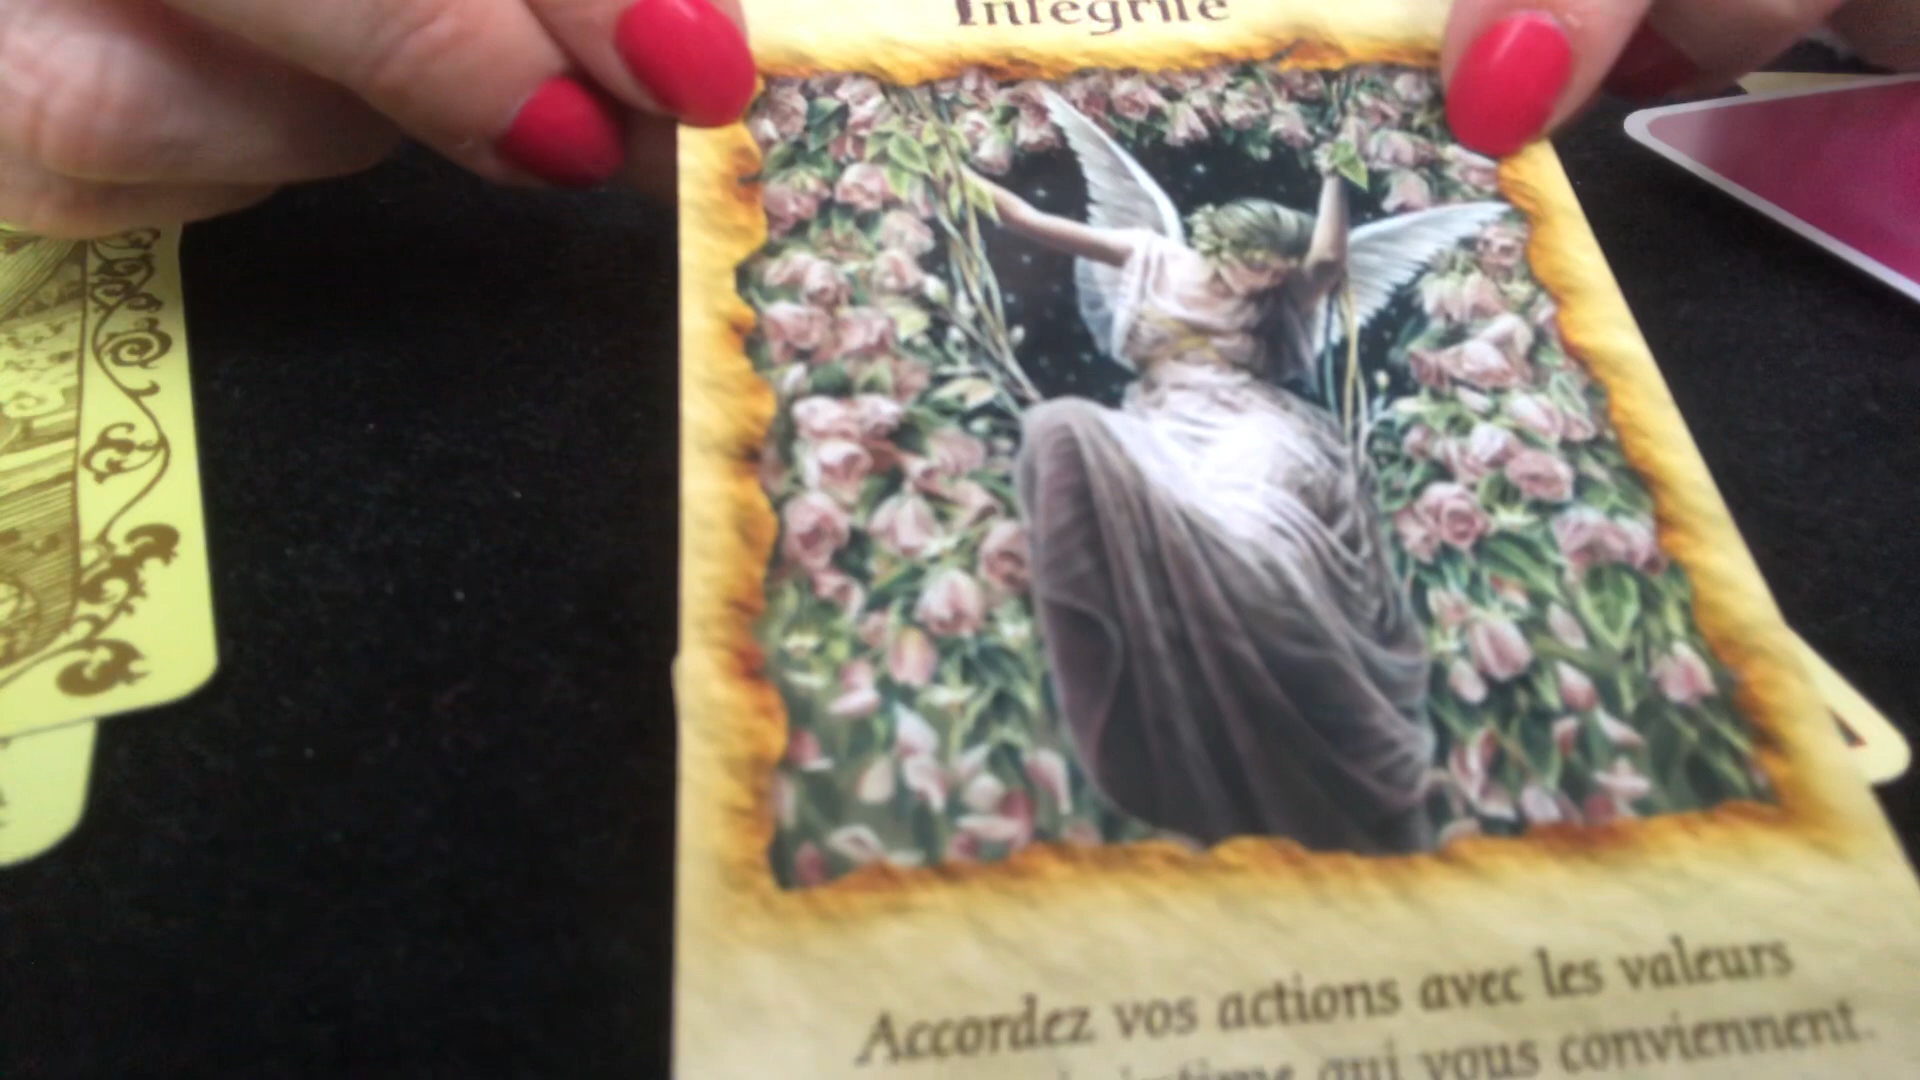 Intégrité
Accordez vos actions avec les valeurs
qui vous conviennent.